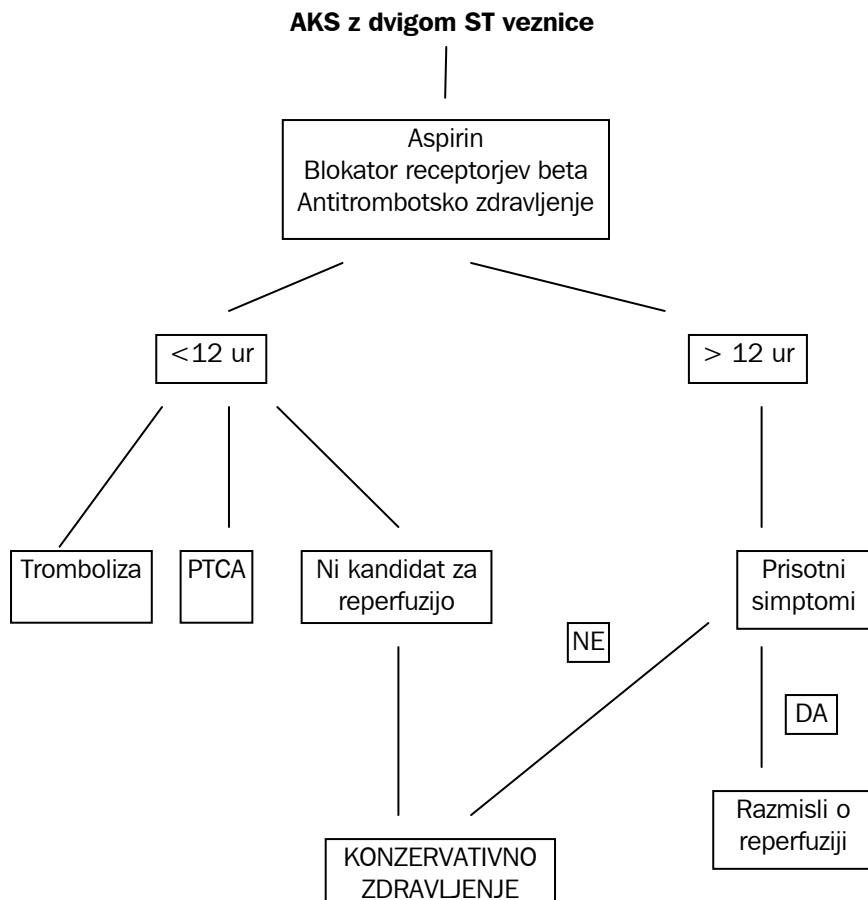 AKS z dvigom ST veznice
Aspirin
Blokator receptorjev beta
Antitrombotsko zdravljenje
<12 ur
> 12 ur
Tromboliza
PTCA
Ni kandidat za
reperfuzijo
Prisotni
simptomi
NE
DA
Razmisli o
reperfuziji
KONZERVATIVNO
ZDRAVLJENJE